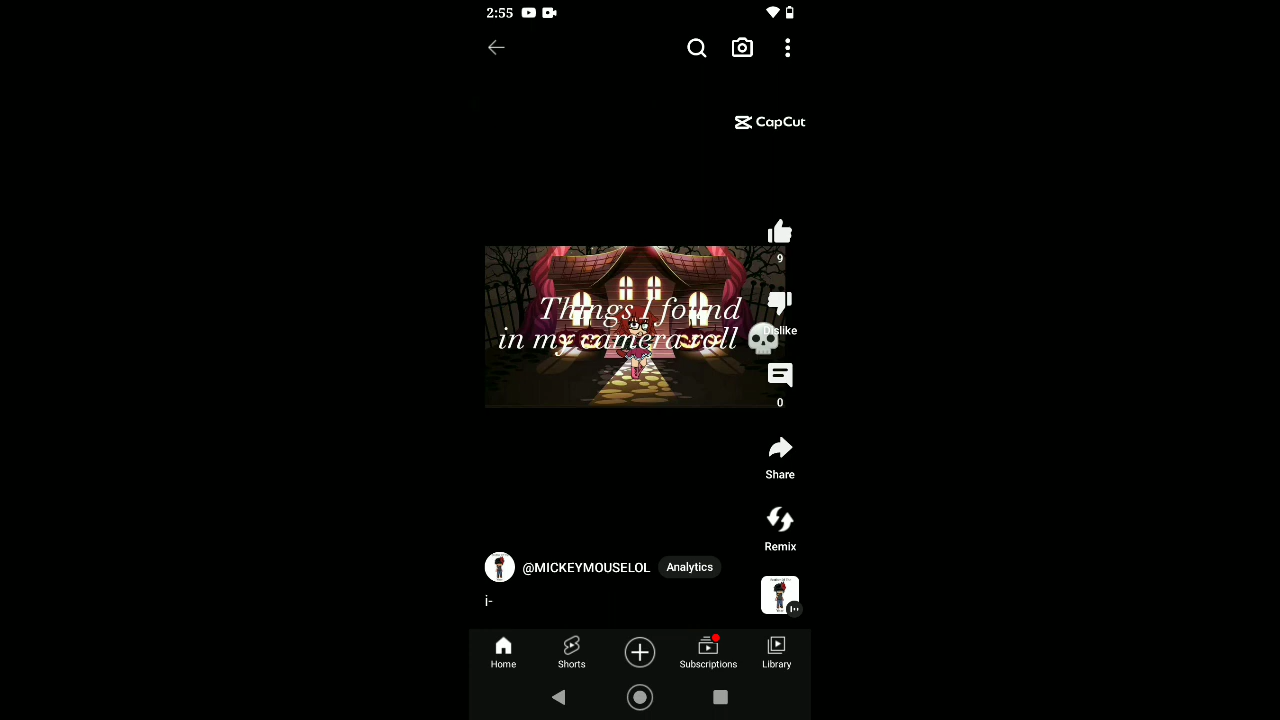 2:55
CapCut
9
Things I found
in my camera roll 💀
Dislike
0
Share
Remix
@MICKEYMOUSELOL
Analytics
i-
Home
Shorts
Subscriptions
Library